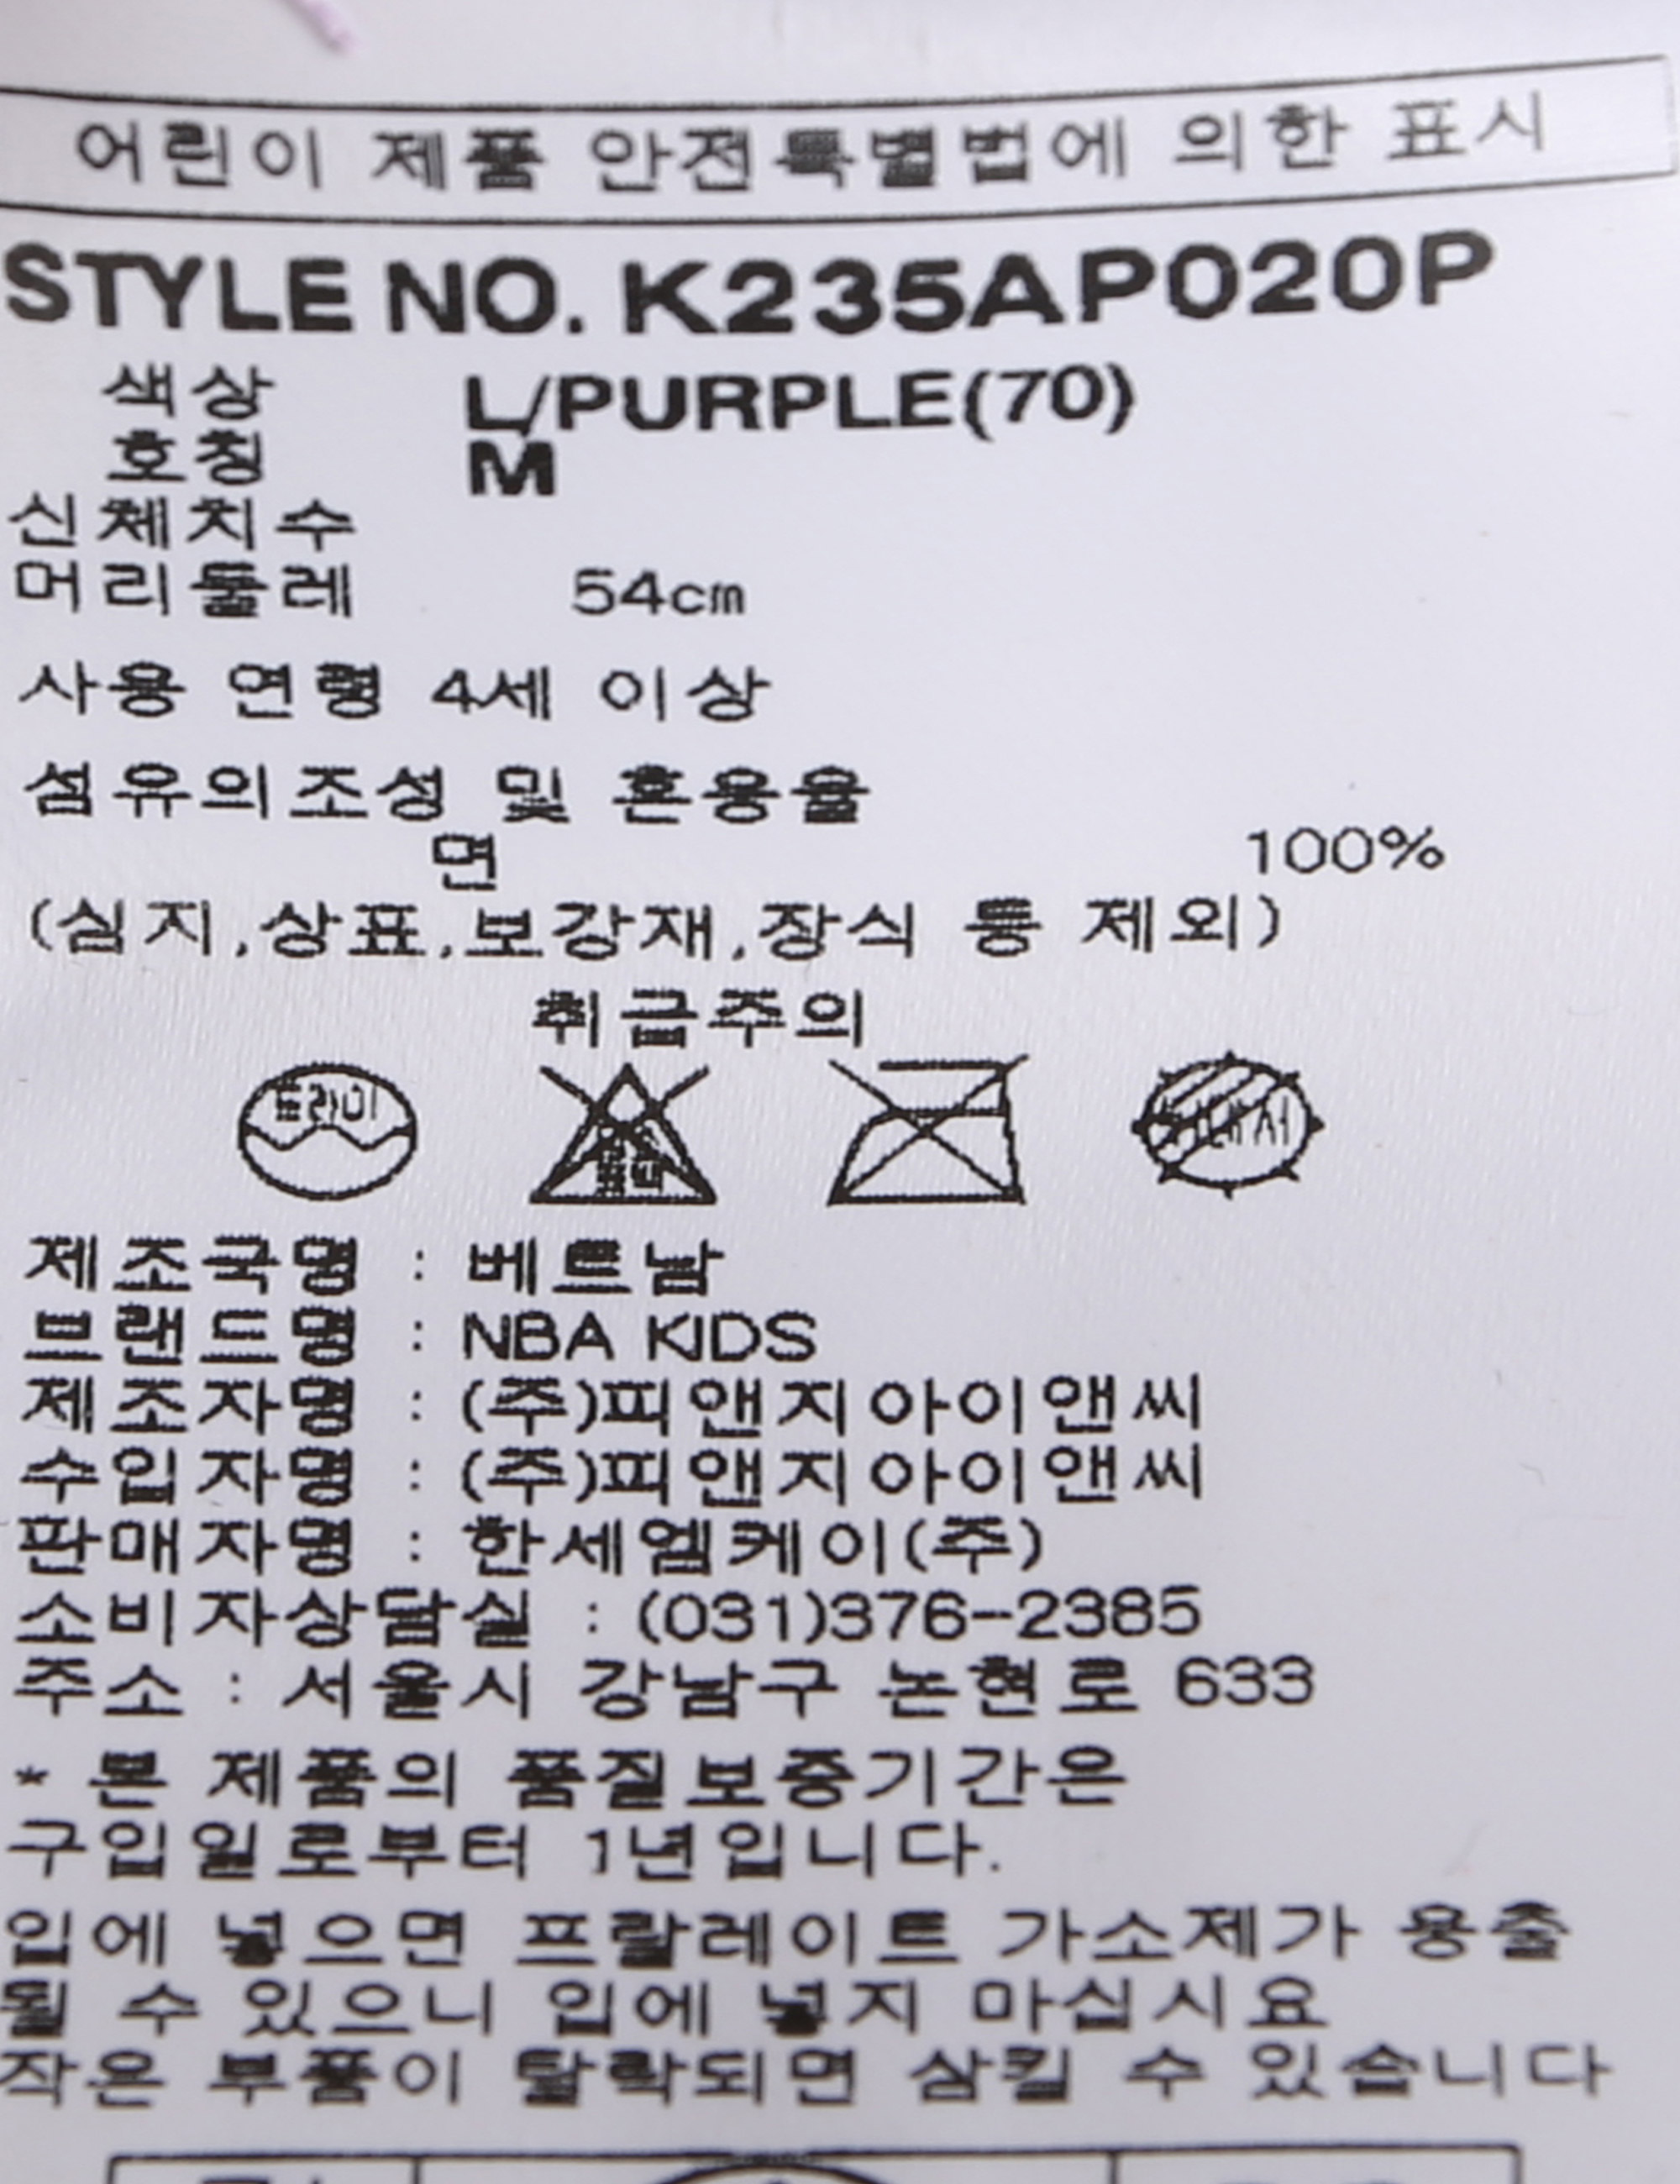 어린이 제품 안전특별법에 의한 표시
STYLE NO. K235AP020P
색상 L/PURPLE(70)
호칭 M
신체치수
머리둘레 54cm
사용 연령 4세 이상
섬유의조성 및 혼용율
면 100%
(심지,상표,보강재,장식 등 제외)
취급주의
드라이
제조국명 : 베트남
브랜드명 : NBA KIDS
제조자명 : (주)피앤지아이앤씨
수입자명 : (주)피앤지아이앤씨
판매자명 : 한세엠케이(주)
소비자상담실 : (031)376-2385
주소 : 서울시 강남구 논현로 633
* 본 제품의 품질보증기간은
구입일로부터 1년입니다.
입에 넣으면 프탈레이트 가소제가 용출
될 수 있으니 입에 넣지 마십시요
작은 부품이 탈락되면 삼킬 수 있습니다